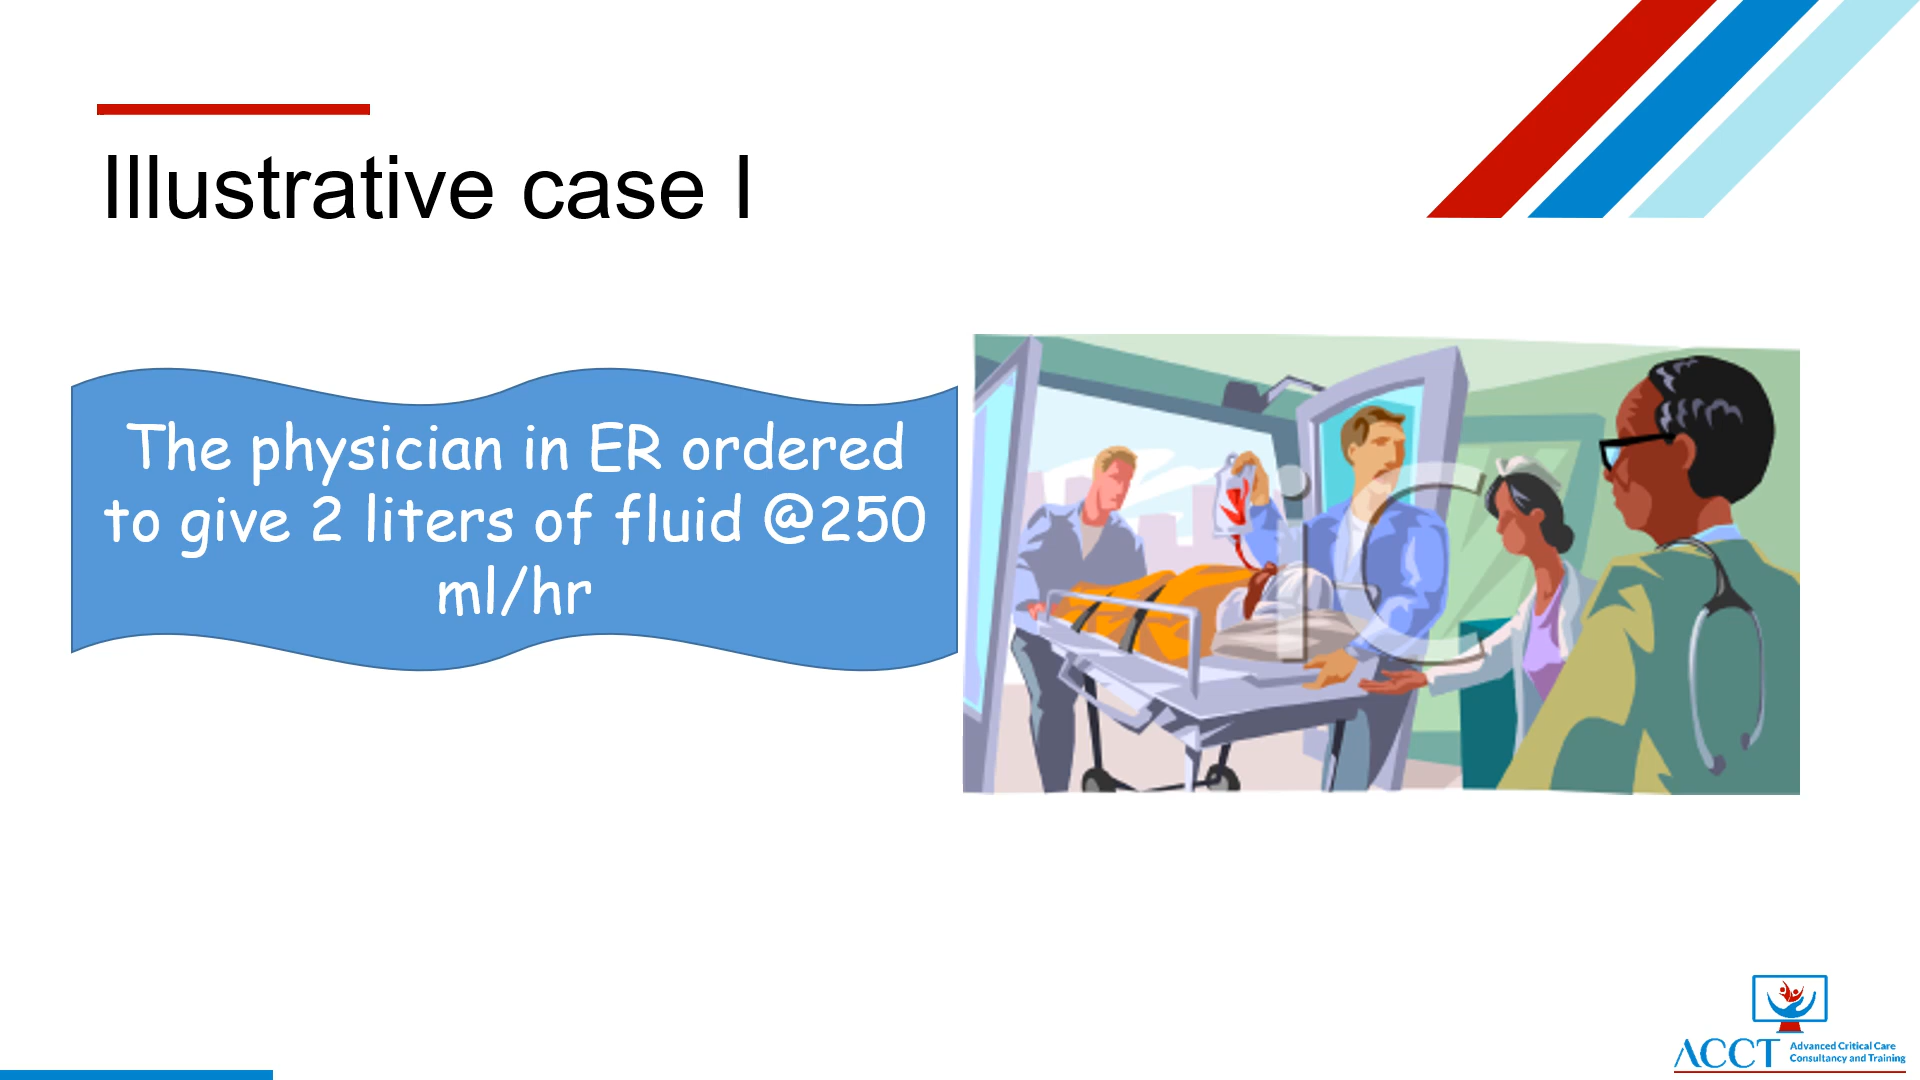 Illustrative case I
The physician in ER ordered
to give 2 liters of fluid @250
ml/hr
iC
ACCT
Advanced Critical Care
Consultancy and Training